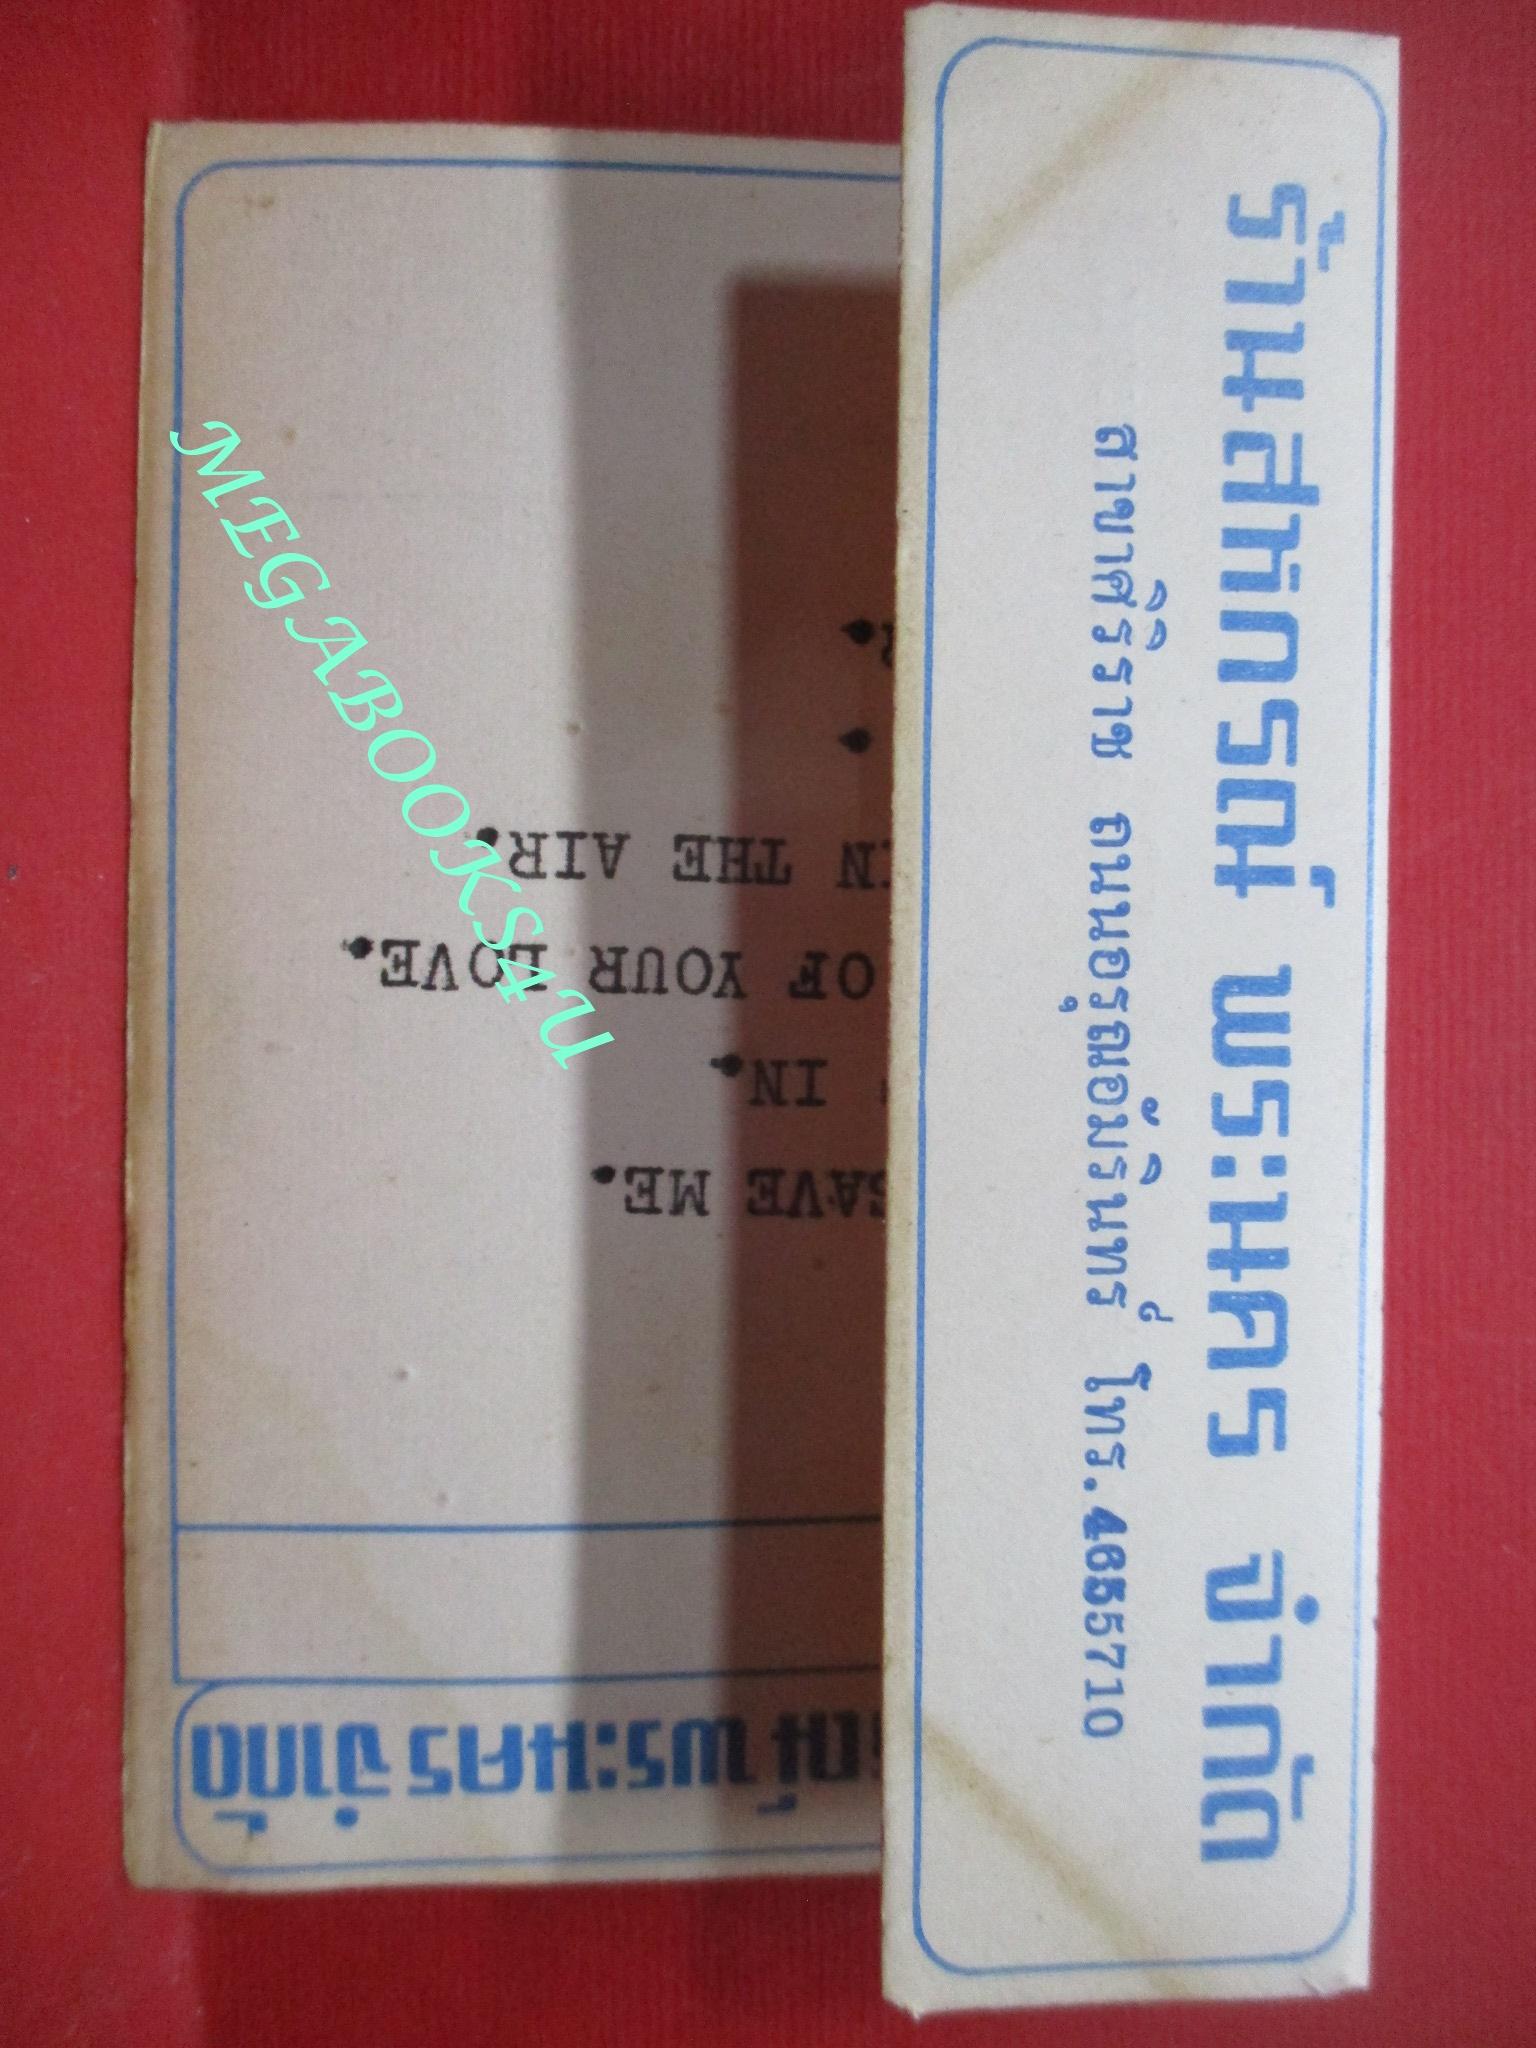 ร้านสหกรณ์ พระนคร จำกัด
สาขาศิริราช ถนนอรุณอัมรินทร์ โทร.4655710
พระนคร จำกัด
SAVE ME.
IN.
OF YOUR LOVE.
IN THE AIR.
MEGABOOKS4U